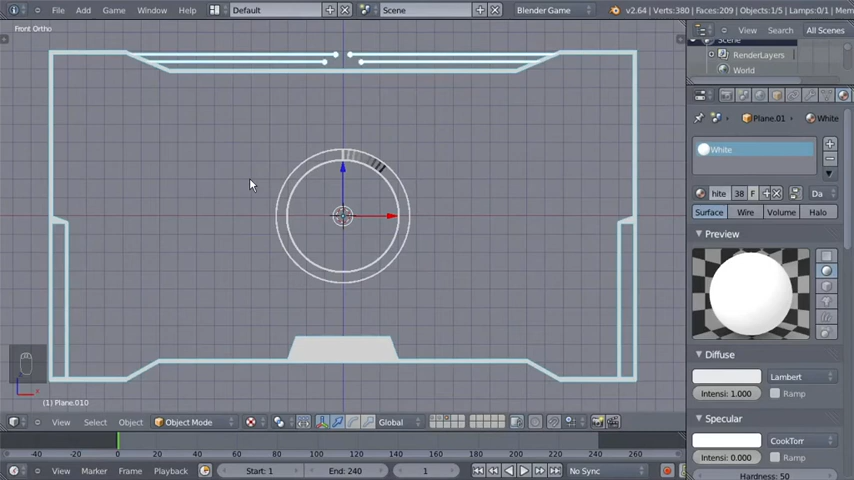 File Add Window Help Default Scene Blender Game v2.64 | Verts:380 | Faces:209 | Objects:1/5 | Lamps:0/1 | Mem
Front Ortho
View Search All Scenes
Scene
RenderLayers
World
Plane.01 White
White
hite 38 F Da
Surface Wire Volume Halo
Preview
Diffuse
Lambert
Intensi: 1.000 Ramp
Specular
CookTorr
Intensi: 0.000 Ramp
Hardness: 50
x
(1) Plane.010
View Select Object Object Mode Global
-40 -20 0 20 40 60 80 100 120 140 160 180 200 220 240 260
View Marker Frame Playback Start: 1 End: 240 1 No Sync